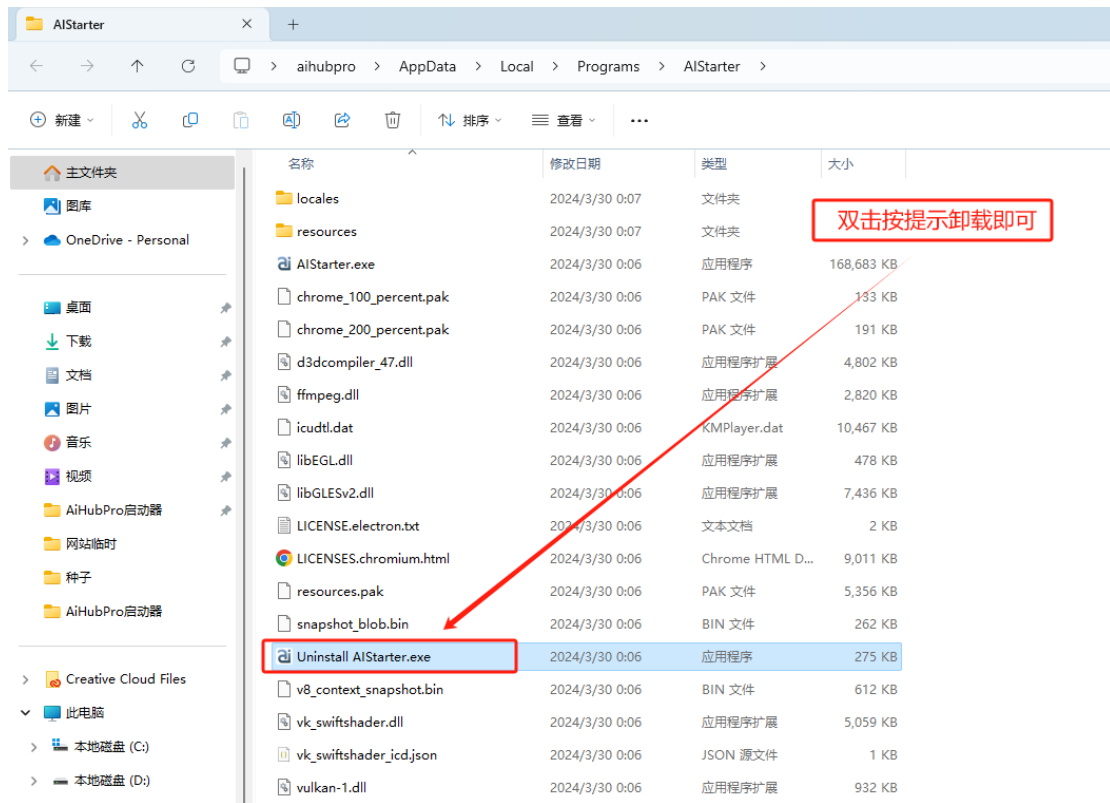 AIStarter
aihubpro > AppData > Local > Programs > AIStarter >
新建 排序 查看 ...
主文件夹
图库
OneDrive - Personal
桌面
下载
文档
图片
音乐
视频
AiHubPro启动器
网站临时
种子
AiHubPro启动器
Creative Cloud Files
此电脑
本地磁盘 (C:)
本地磁盘 (D:)
名称 修改日期 类型 大小
locales 2024/3/30 0:07 文件夹
双击按提示卸载即可
resources 2024/3/30 0:07 文件夹
AIStarter.exe 2024/3/30 0:06 应用程序 168,683 KB
chrome_100_percent.pak 2024/3/30 0:06 PAK 文件 133 KB
chrome_200_percent.pak 2024/3/30 0:06 PAK 文件 191 KB
d3dcompiler_47.dll 2024/3/30 0:06 应用程序扩展 4,802 KB
ffmpeg.dll 2024/3/30 0:06 应用程序扩展 2,820 KB
icudtl.dat 2024/3/30 0:06 KMPlayer.dat 10,467 KB
libEGL.dll 2024/3/30 0:06 应用程序扩展 478 KB
libGLESv2.dll 2024/3/30 0:06 应用程序扩展 7,436 KB
LICENSE.electron.txt 2024/3/30 0:06 文本文档 2 KB
LICENSES.chromium.html 2024/3/30 0:06 Chrome HTML D... 9,011 KB
resources.pak 2024/3/30 0:06 PAK 文件 5,356 KB
snapshot_blob.bin 2024/3/30 0:06 BIN 文件 262 KB
Uninstall AIStarter.exe 2024/3/30 0:06 应用程序 275 KB
v8_context_snapshot.bin 2024/3/30 0:06 BIN 文件 612 KB
vk_swiftshader.dll 2024/3/30 0:06 应用程序扩展 5,059 KB
vk_swiftshader_icd.json 2024/3/30 0:06 JSON 源文件 1 KB
vulkan-1.dll 2024/3/30 0:06 应用程序扩展 932 KB